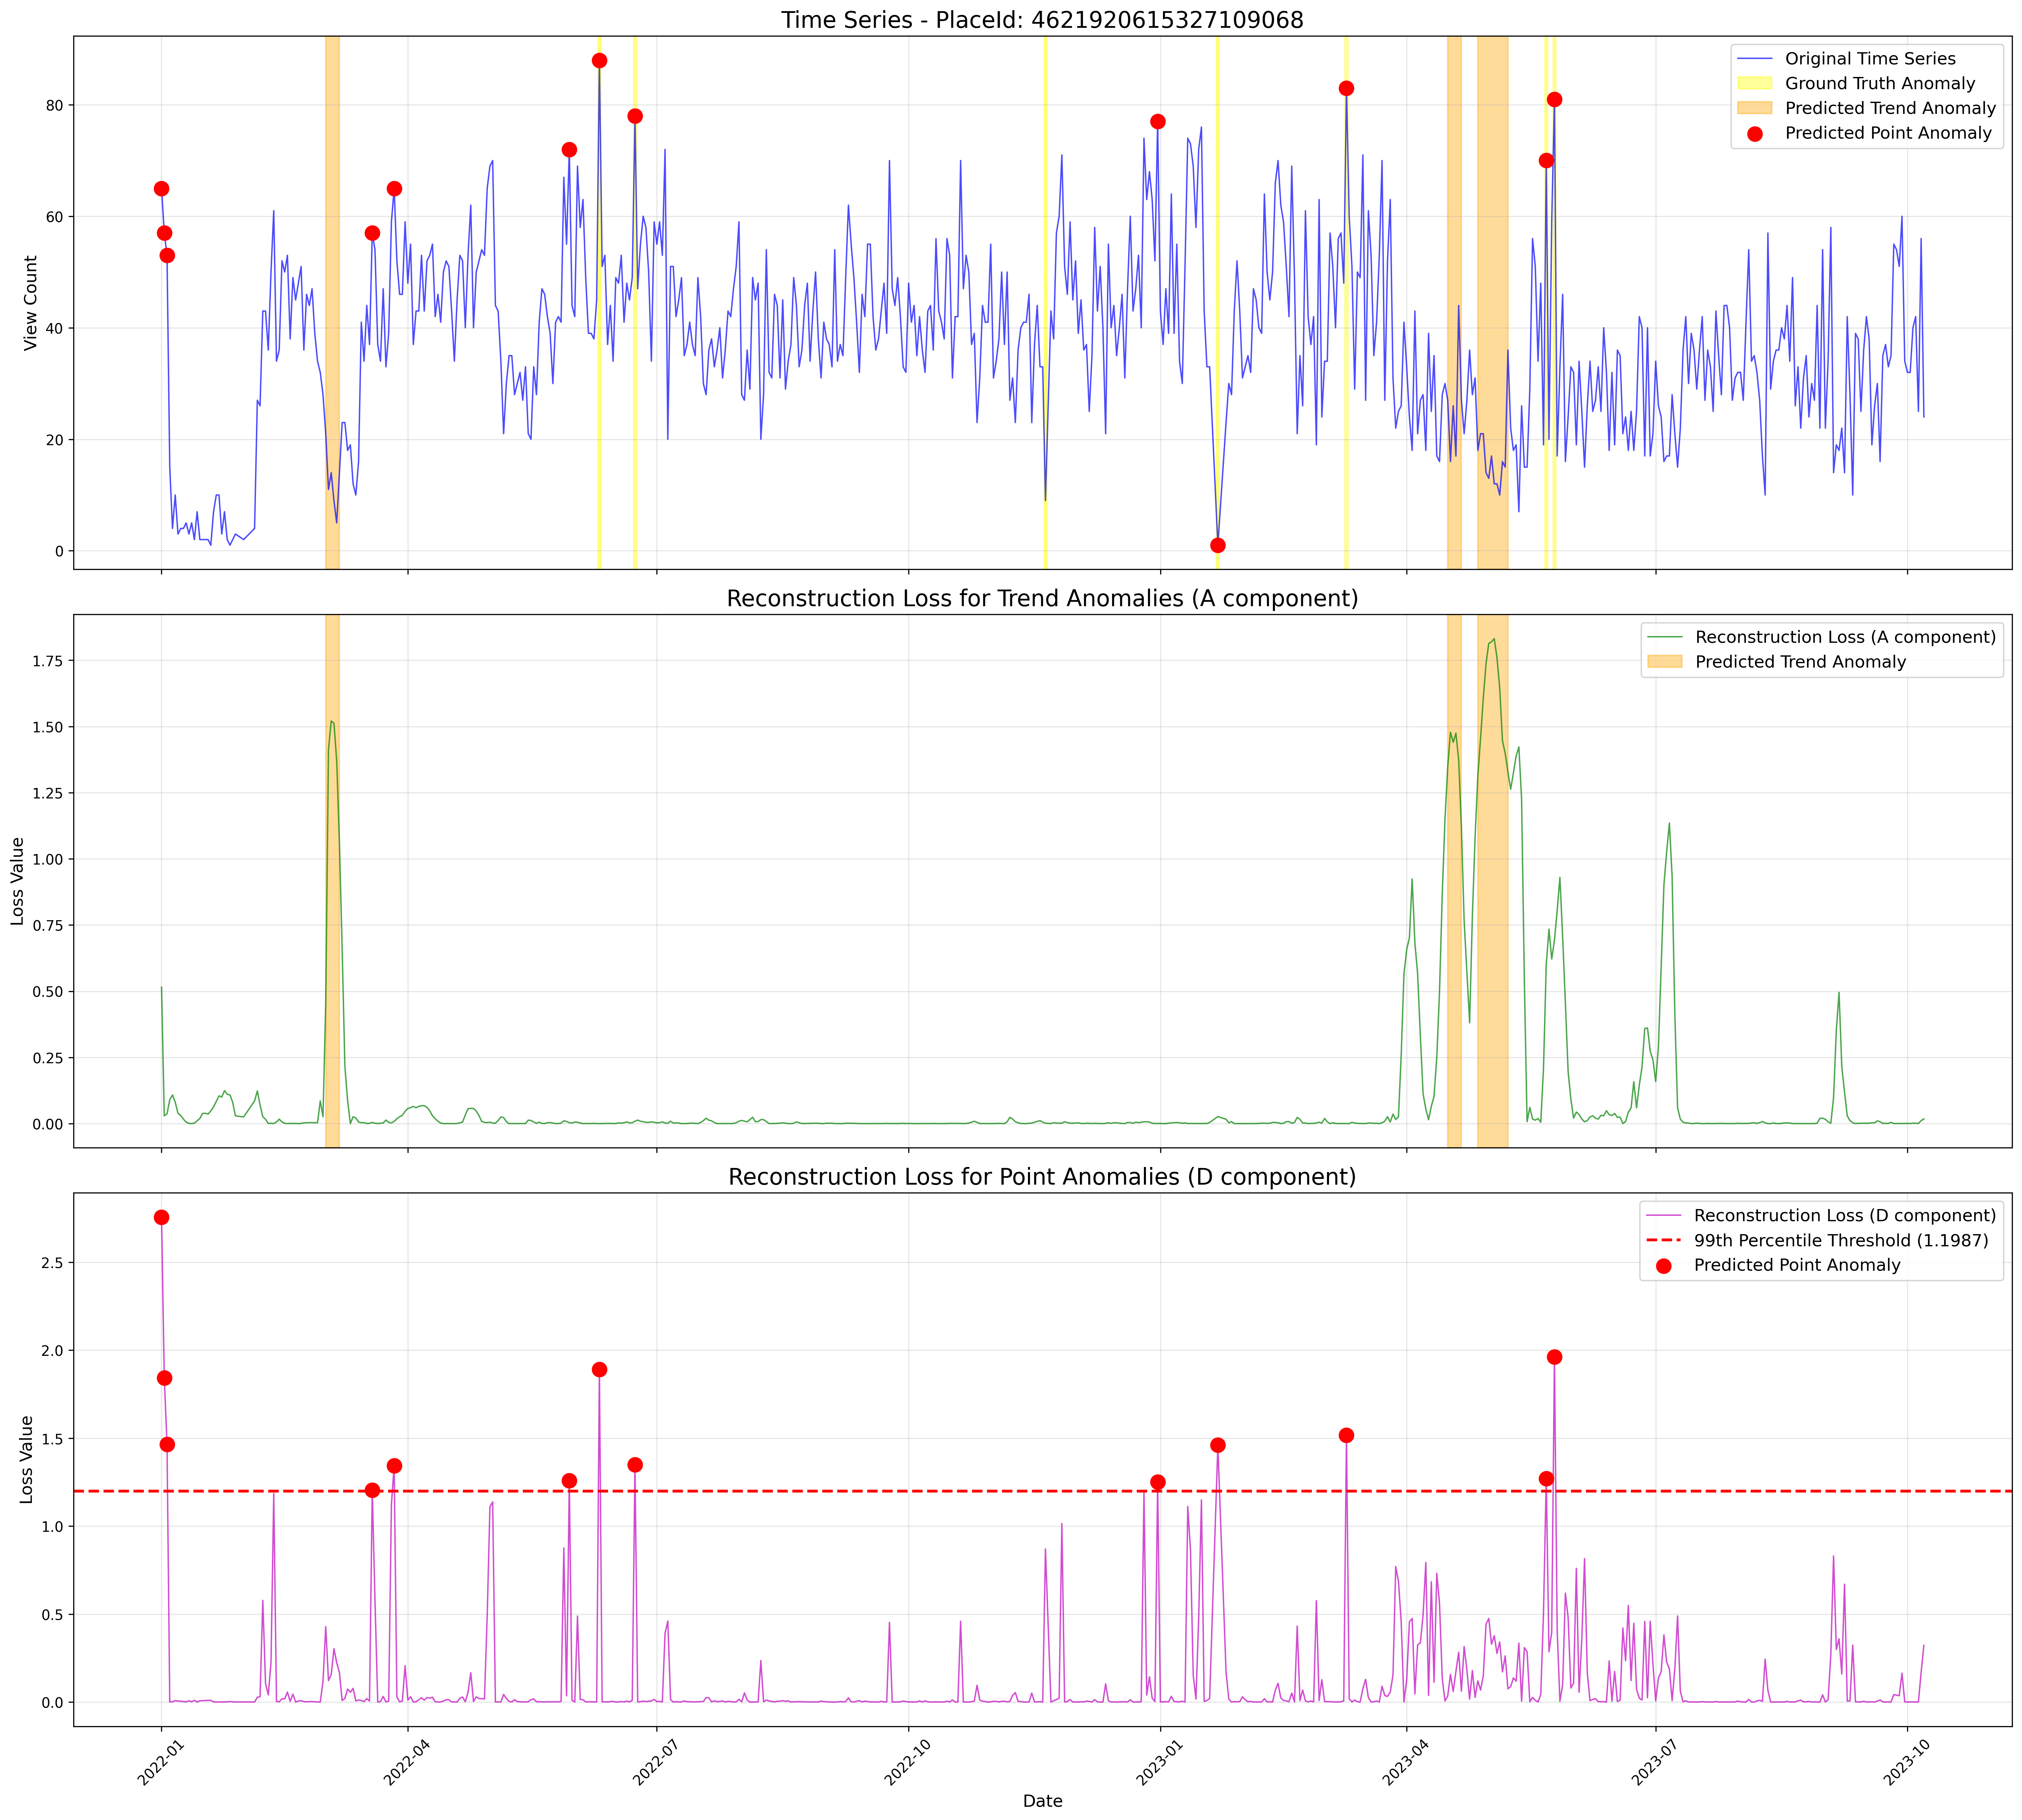 Time Series - PlaceId: 4621920615327109068
Original Time Series
Ground Truth Anomaly
Predicted Trend Anomaly
Predicted Point Anomaly
View Count
80
60
40
20
0
Reconstruction Loss for Trend Anomalies (A component)
Reconstruction Loss (A component)
Predicted Trend Anomaly
Loss Value
1.75
1.50
1.25
1.00
0.75
0.50
0.25
0.00
Reconstruction Loss for Point Anomalies (D component)
Reconstruction Loss (D component)
99th Percentile Threshold (1.1987)
Predicted Point Anomaly
Loss Value
2.5
2.0
1.5
1.0
0.5
0.0
2022-01
2022-04
2022-07
2022-10
2023-01
2023-04
2023-07
2023-10
Date